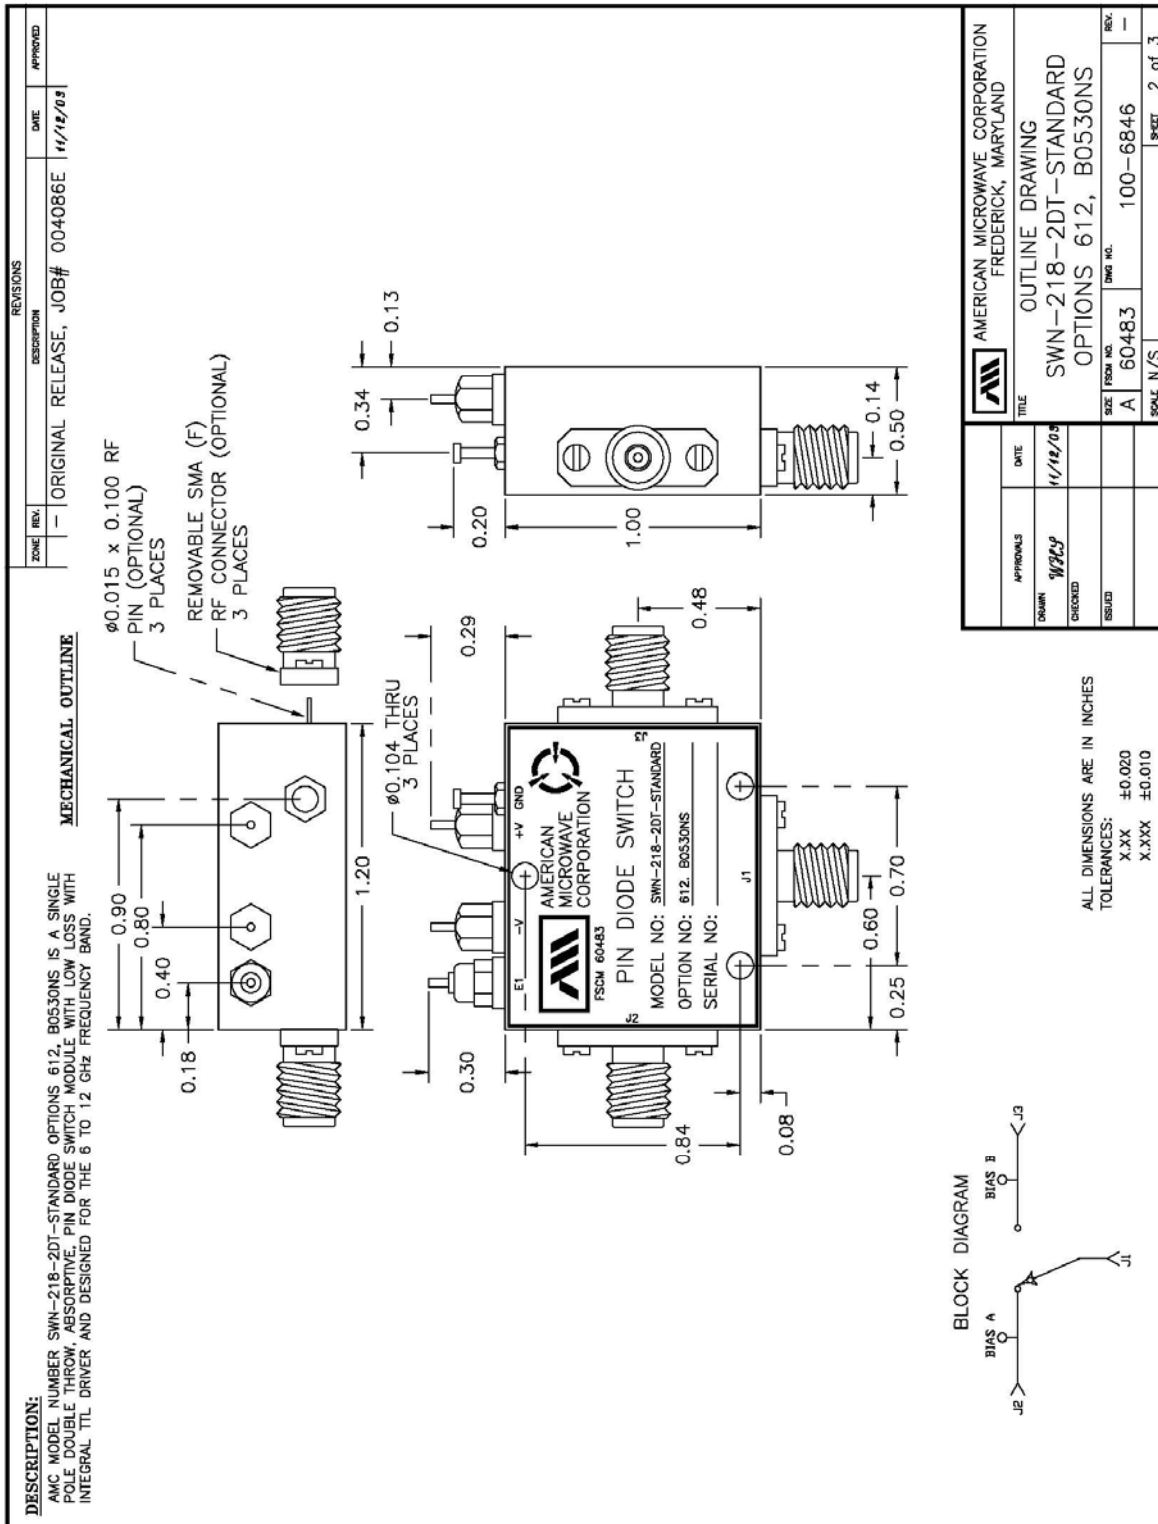 DESCRIPTION:
AMC MODEL NUMBER SWN-218-2DT-STANDARD OPTIONS 612, B0530NS IS A SINGLE
POLE DOUBLE THROW, ABSORPTIVE, PIN DIODE SWITCH MODULE WITH LOW LOSS WITH
INTEGRAL TTL DRIVER AND DESIGNED FOR THE 6 TO 12 GHz FREQUENCY BAND.
MECHANICAL OUTLINE
REVISIONS
ZONE REV. DESCRIPTION DATE APPROVED
— ORIGINAL RELEASE, JOB# 004086E 11/12/03
ø0.015 x 0.100 RF
PIN (OPTIONAL)
3 PLACES
REMOVABLE SMA (F)
RF CONNECTOR (OPTIONAL)
3 PLACES
0.90
0.80
0.40
0.18
1.20
ø0.104 THRU
3 PLACES
0.30
0.29
0.34
0.13
0.20
E1 -V +V GND
AMERICAN
MICROWAVE
CORPORATION
FSCM 60483
PIN DIODE SWITCH
MODEL NO: SWN-218-2DT-STANDARD
OPTION NO: 612. B0530NS
SERIAL NO:
J2
J3
J1
0.84
0.08
0.25
0.60
0.70
0.48
1.00
0.14
0.50
BLOCK DIAGRAM
BIAS A BIAS B
J2 J3
J1
ALL DIMENSIONS ARE IN INCHES
TOLERANCES:
X.XX ±0.020
X.XXX ±0.010
APPROVALS DATE
DRAWN WHS 11/12/03
CHECKED
ISSUED
AMERICAN MICROWAVE CORPORATION
FREDERICK, MARYLAND
TITLE
OUTLINE DRAWING
SWN-218-2DT-STANDARD
OPTIONS 612, B0530NS
SIZE A FSCM NO. 60483 DWG NO. 100-6846 REV. —
SCALE N/S SHEET 2 of 3